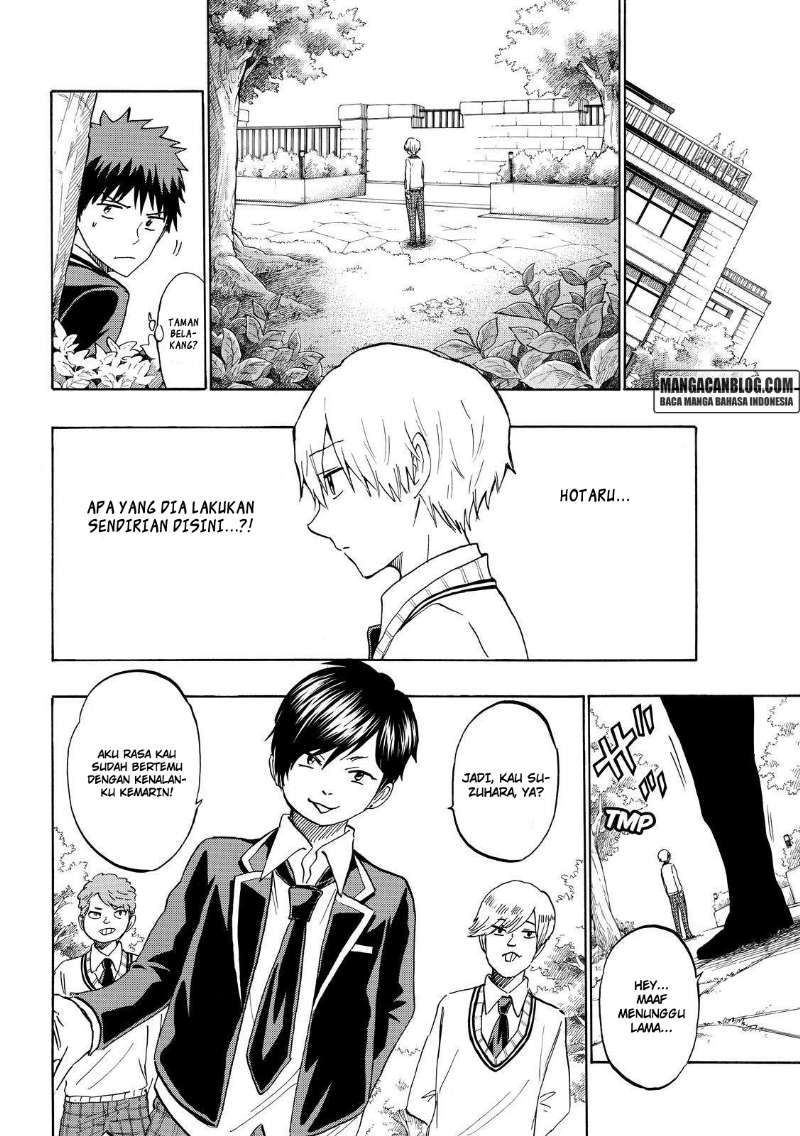 TAMAN
BELA-
KANG?
MANGACANBLOG.COM
BACA MANGA BAHASA INDONESIA
HOTARU...
APA YANG DIA LAKUKAN
SENDIRIAN DISINI...?!
TMP
HEY...
MAAF
MENUNGGU
LAMA...
JADI, KAU SU-
ZUHARA, YA?
AKU RASA KAU
SUDAH BERTEMU
DENGAN KENALAN-
KU KEMARIN!